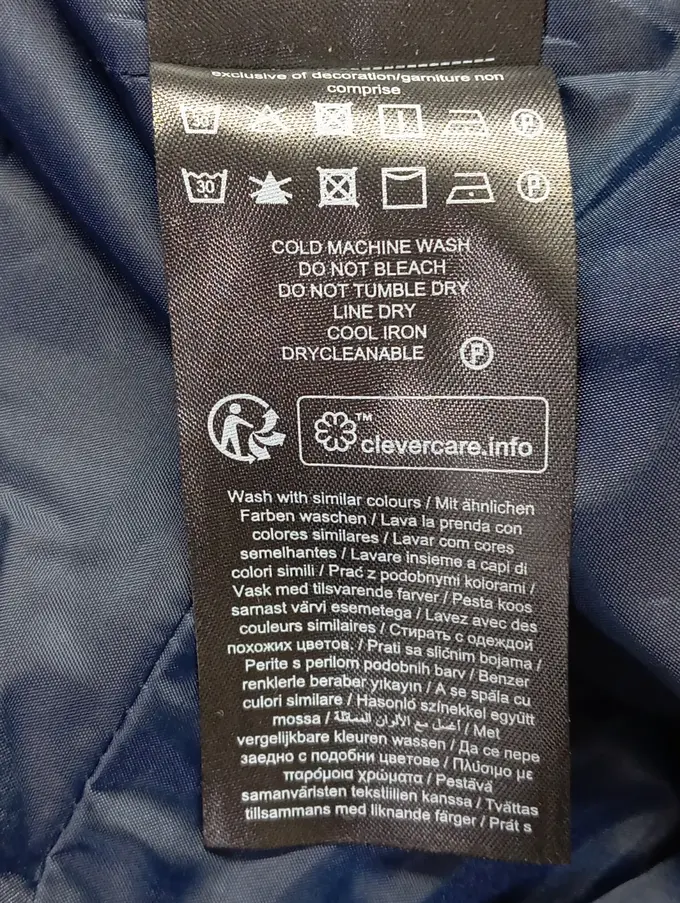 exclusive of decoration/garniture non
comprise
30
30
P
P
COLD MACHINE WASH
DO NOT BLEACH
DO NOT TUMBLE DRY
LINE DRY
COOL IRON
DRYCLEANABLE P
TM
clevercare.info
Wash with similar colours / Mit ähnlichen
Farben waschen / Lava la prenda con
colores similares / Lavar com cores
semelhantes / Lavare insieme a capi di
colori simili / Prać z podobnymi kolorami /
Vask med tilsvarende farver / Pesta koos
sarnast värvi esemetega / Lavez avec des
couleurs similaires / Стирать с одеждой
похожих цветов. / Prati sa sličnim bojama /
Perite s perilom podobnih barv / Benzer
renklerle beraber yıkayın / A se spăla cu
culori similare / Hasonló színekkel együtt
mossa / أغسل مع الألوان المماثلة / Met
vergelijkbare kleuren wassen / Да се пере
заедно с подобни цветове / Πλύσιμο με
παρόμοια χρώματα / Pestävä
samanväristen tekstiilien kanssa / Tvättas
tillsammans med liknande färger / Prát s